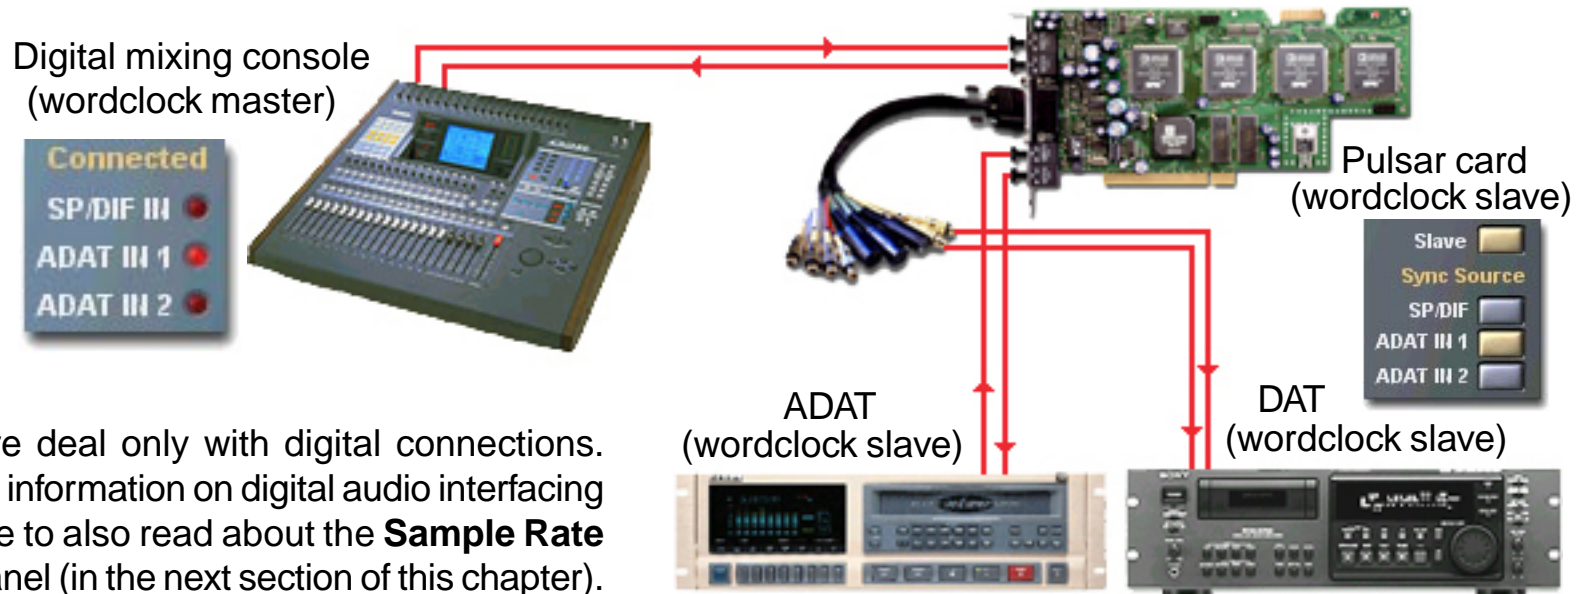 Digital mixing console
(wordclock master)
Connected
SP/DIF IN
ADAT IN 1
ADAT IN 2
Pulsar card
(wordclock slave)
Slave
Sync Source
SP/DIF
ADAT IN 1
ADAT IN 2
ADAT
(wordclock slave)
DAT
(wordclock slave)
e deal only with digital connections.
information on digital audio interfacing
e to also read about the Sample Rate
anel (in the next section of this chapter).
SONY